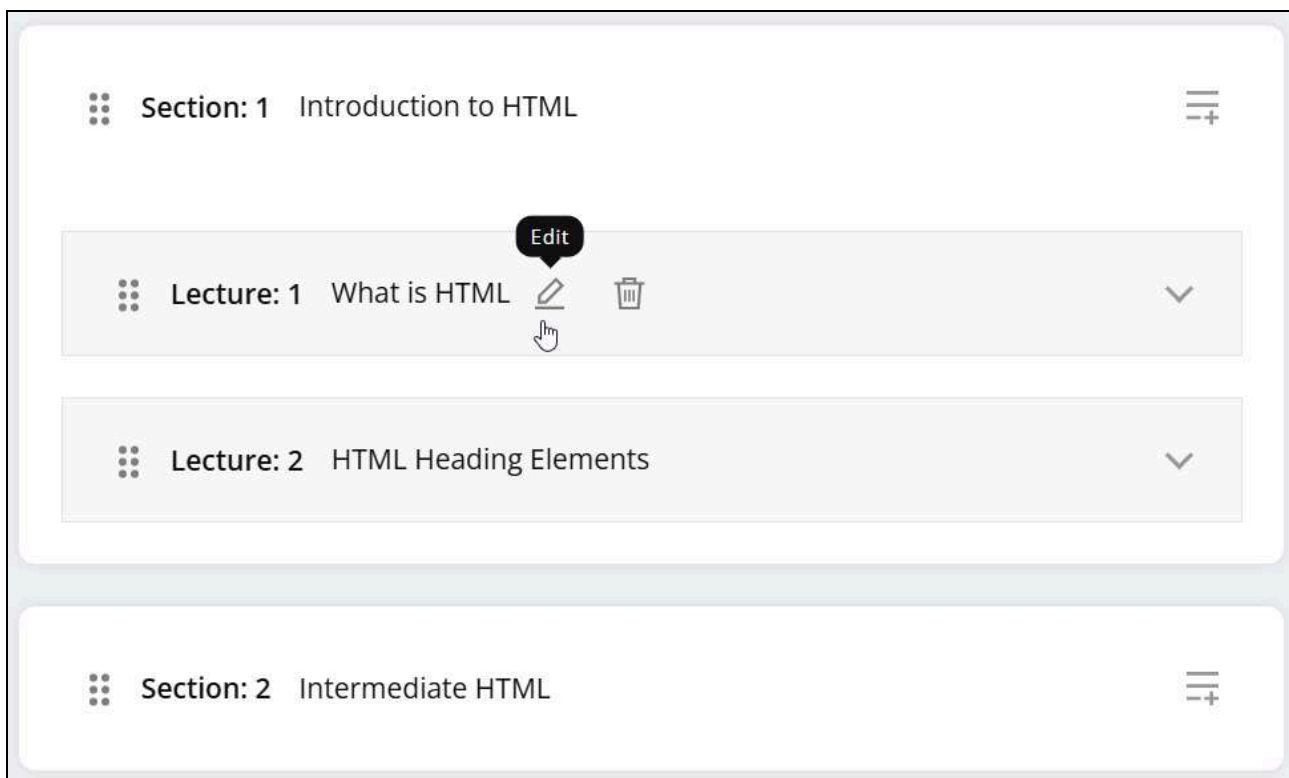 Section: 1 Introduction to HTML
Edit
Lecture: 1 What is HTML
Lecture: 2 HTML Heading Elements
Section: 2 Intermediate HTML